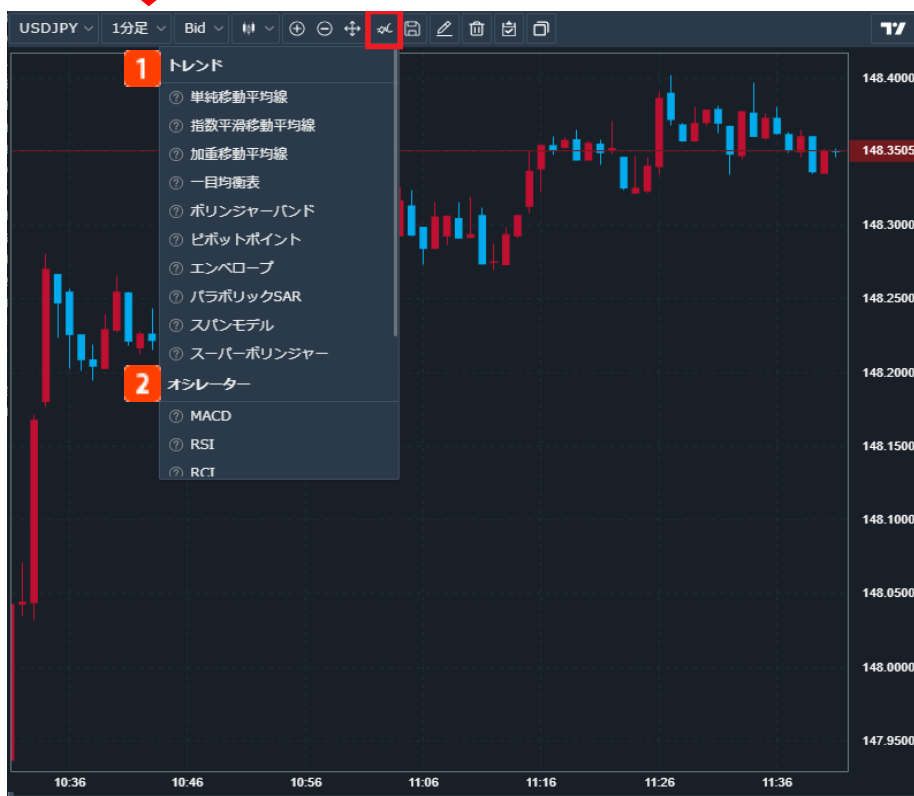 USDJPY 1分足 Bid
1 トレンド
単純移動平均線
指数平滑移動平均線
加重移動平均線
一目均衡表
ボリンジャーバンド
ピボットポイント
エンベロープ
パラボリックSAR
スパンモデル
スーパーボリンジャー
2 オシレーター
MACD
RSI
RCI
148.4000
148.3505
148.3000
148.2500
148.2000
148.1500
148.1000
148.0500
148.0000
147.9500
10:36 10:46 10:56 11:06 11:16 11:26 11:36